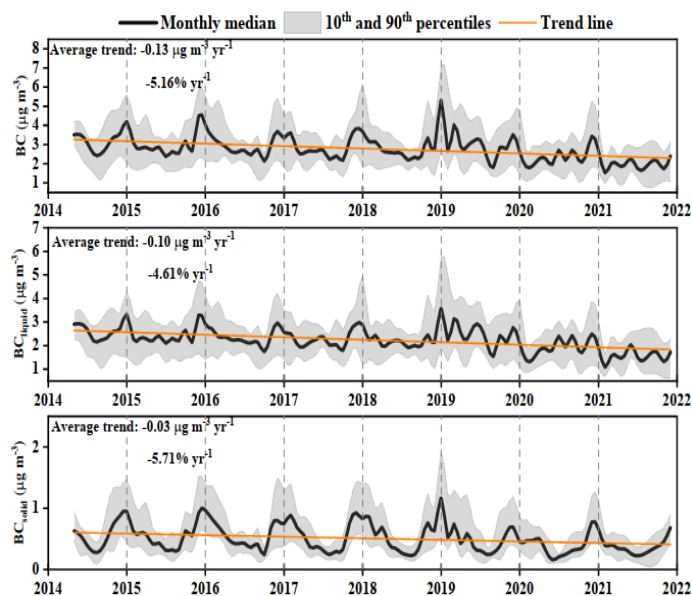 Monthly median 10th and 90th percentiles Trend line
Average trend: -0.13 μg m-3 yr-1
-5.16% yr-1
BC (μg m-3)
8
7
6
5
4
3
2
1
2014 2015 2016 2017 2018 2019 2020 2021 2022
Average trend: -0.10 μg m-3 yr-1
-4.61% yr-1
BCliquid (μg m-3)
7
6
5
4
3
2
1
2014 2015 2016 2017 2018 2019 2020 2021 2022
Average trend: -0.03 μg m-3 yr-1
-5.71% yr-1
BCsolid (μg m-3)
2
1
0
2014 2015 2016 2017 2018 2019 2020 2021 2022